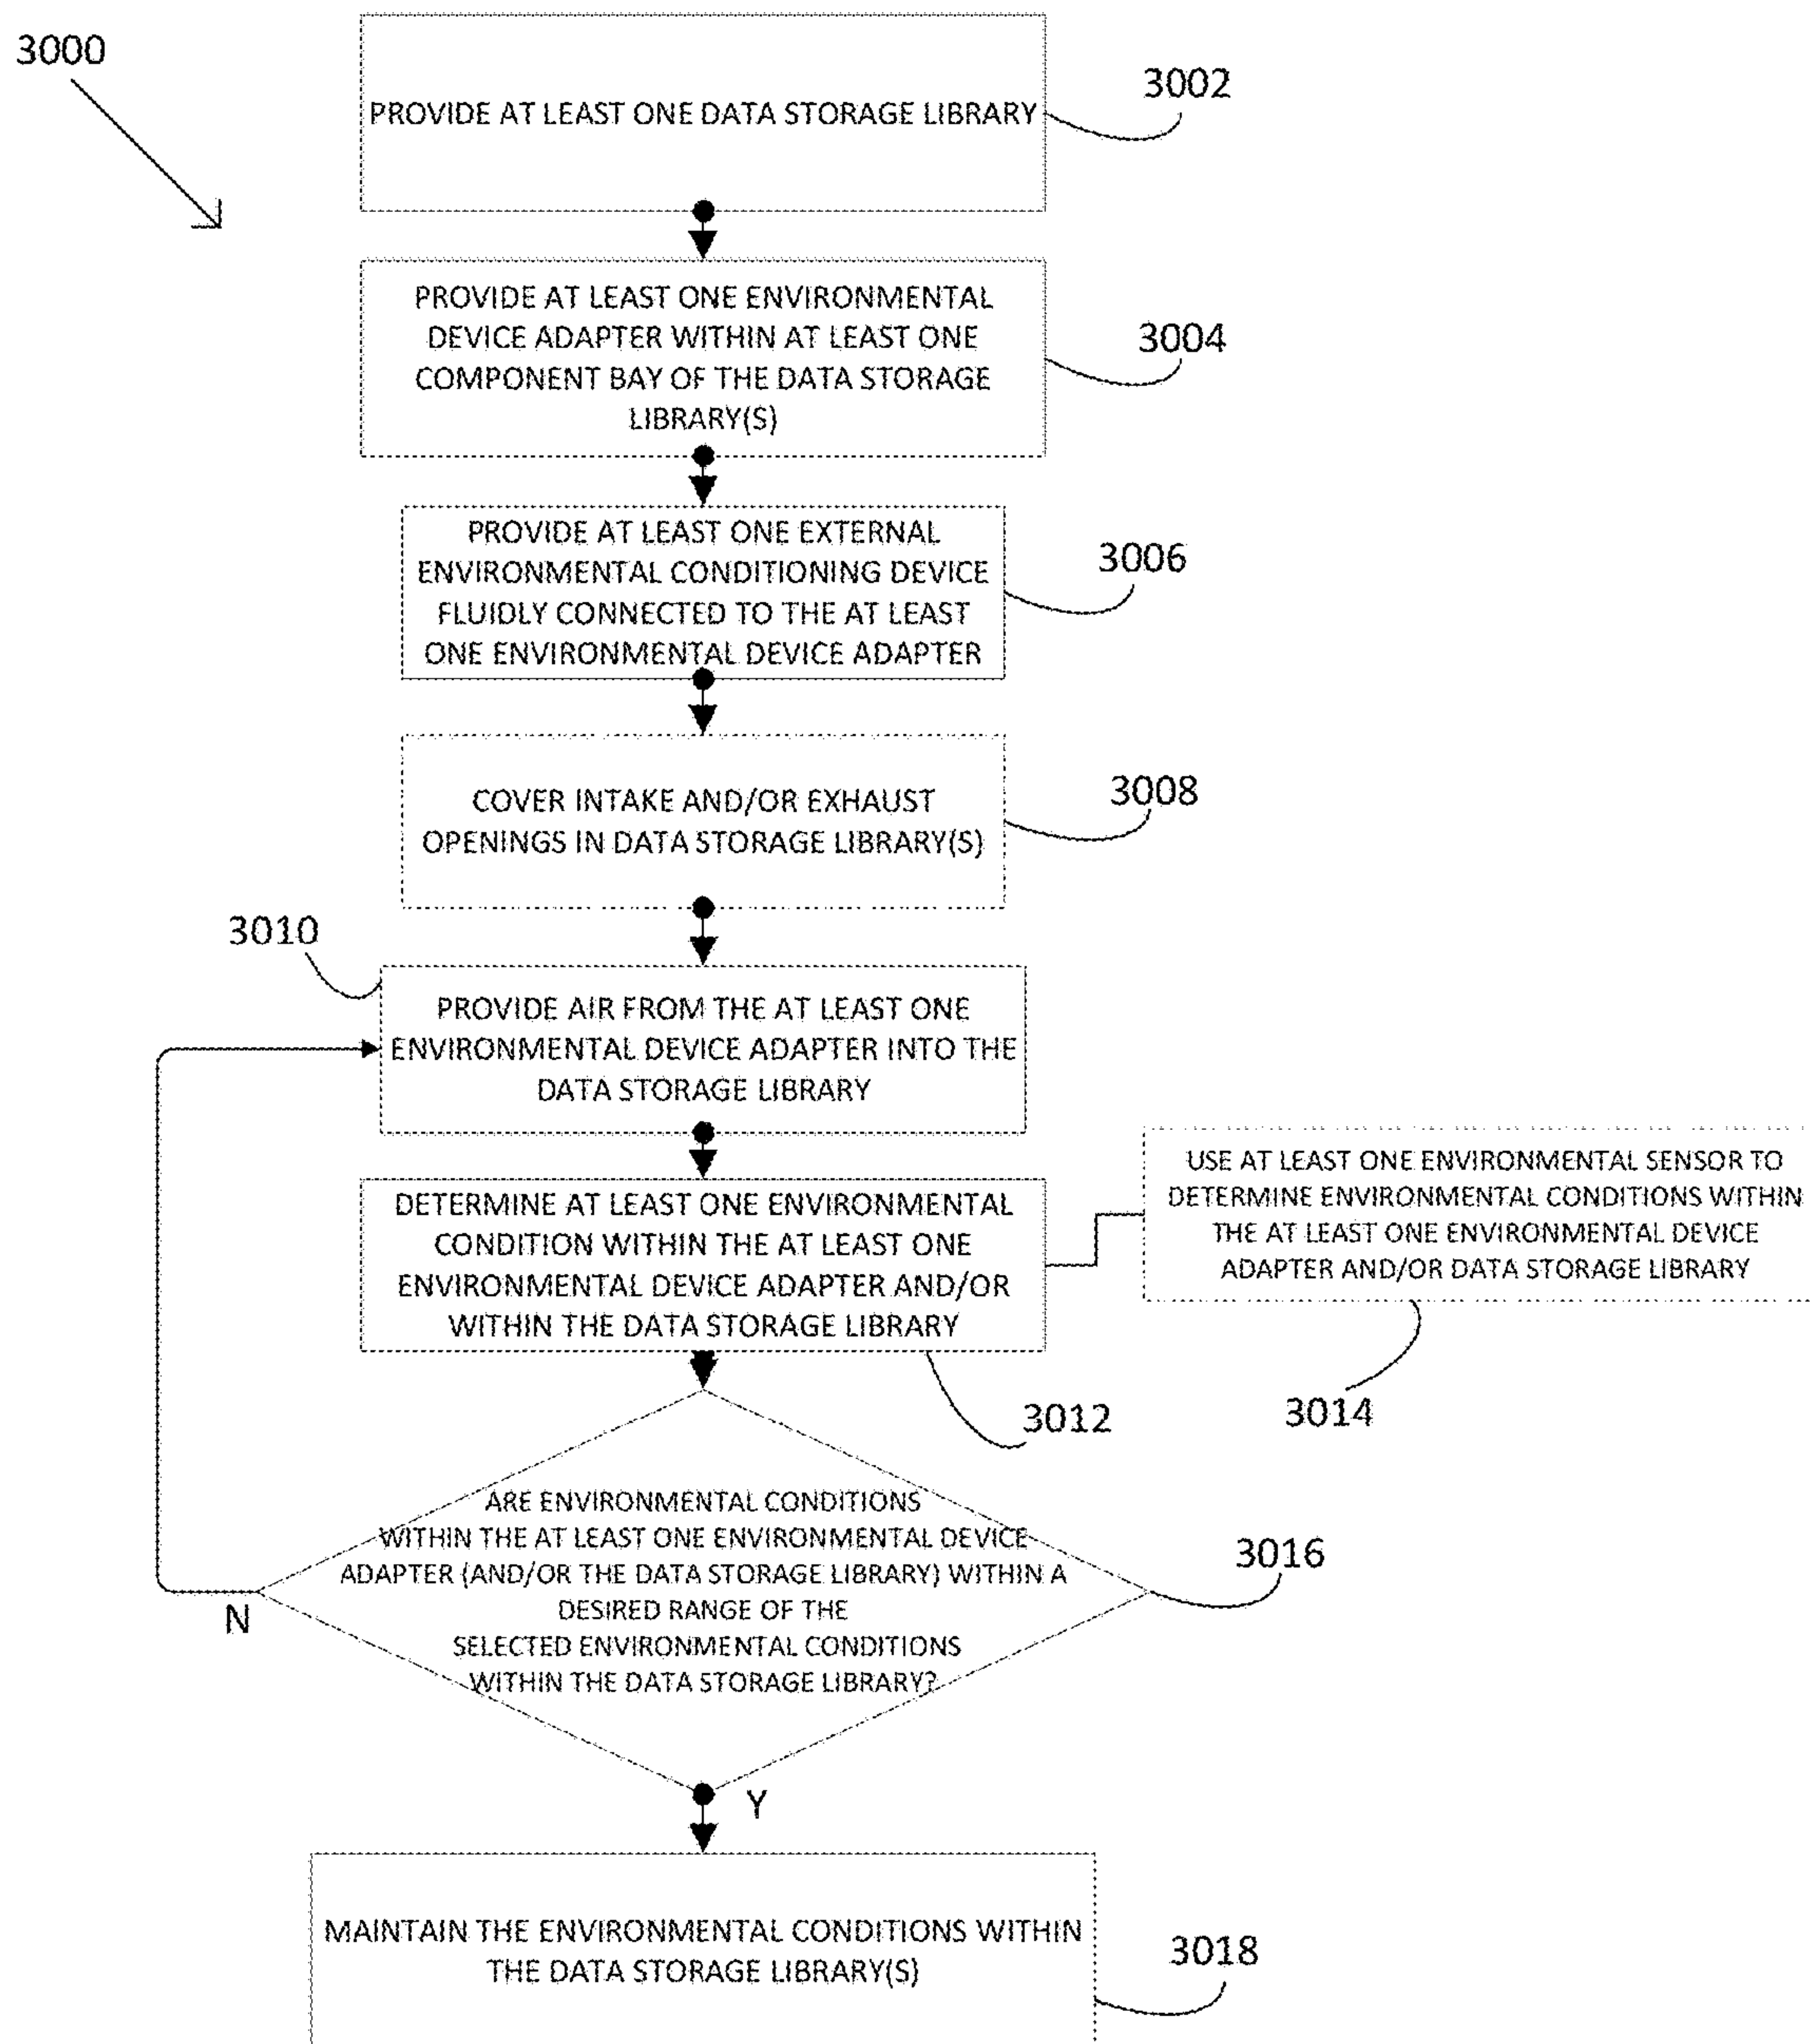 3000
PROVIDE AT LEAST ONE DATA STORAGE LIBRARY
3002
PROVIDE AT LEAST ONE ENVIRONMENTAL
DEVICE ADAPTER WITHIN AT LEAST ONE
COMPONENT BAY OF THE DATA STORAGE
LIBRARY(S)
3004
PROVIDE AT LEAST ONE EXTERNAL
ENVIRONMENTAL CONDITIONING DEVICE
FLUIDLY CONNECTED TO THE AT LEAST
ONE ENVIRONMENTAL DEVICE ADAPTER
3006
COVER INTAKE AND/OR EXHAUST
OPENINGS IN DATA STORAGE LIBRARY(S)
3008
3010
PROVIDE AIR FROM THE AT LEAST ONE
ENVIRONMENTAL DEVICE ADAPTER INTO THE
DATA STORAGE LIBRARY
DETERMINE AT LEAST ONE ENVIRONMENTAL
CONDITION WITHIN THE AT LEAST ONE
ENVIRONMENTAL DEVICE ADAPTER AND/OR
WITHIN THE DATA STORAGE LIBRARY
3012
USE AT LEAST ONE ENVIRONMENTAL SENSOR TO
DETERMINE ENVIRONMENTAL CONDITIONS WITHIN
THE AT LEAST ONE ENVIRONMENTAL DEVICE
ADAPTER AND/OR DATA STORAGE LIBRARY
3014
ARE ENVIRONMENTAL CONDITIONS
WITHIN THE AT LEAST ONE ENVIRONMENTAL DEVICE
ADAPTER (AND/OR THE DATA STORAGE LIBRARY) WITHIN A
DESIRED RANGE OF THE
SELECTED ENVIRONMENTAL CONDITIONS
WITHIN THE DATA STORAGE LIBRARY?
3016
N
Y
MAINTAIN THE ENVIRONMENTAL CONDITIONS WITHIN
THE DATA STORAGE LIBRARY(S)
3018